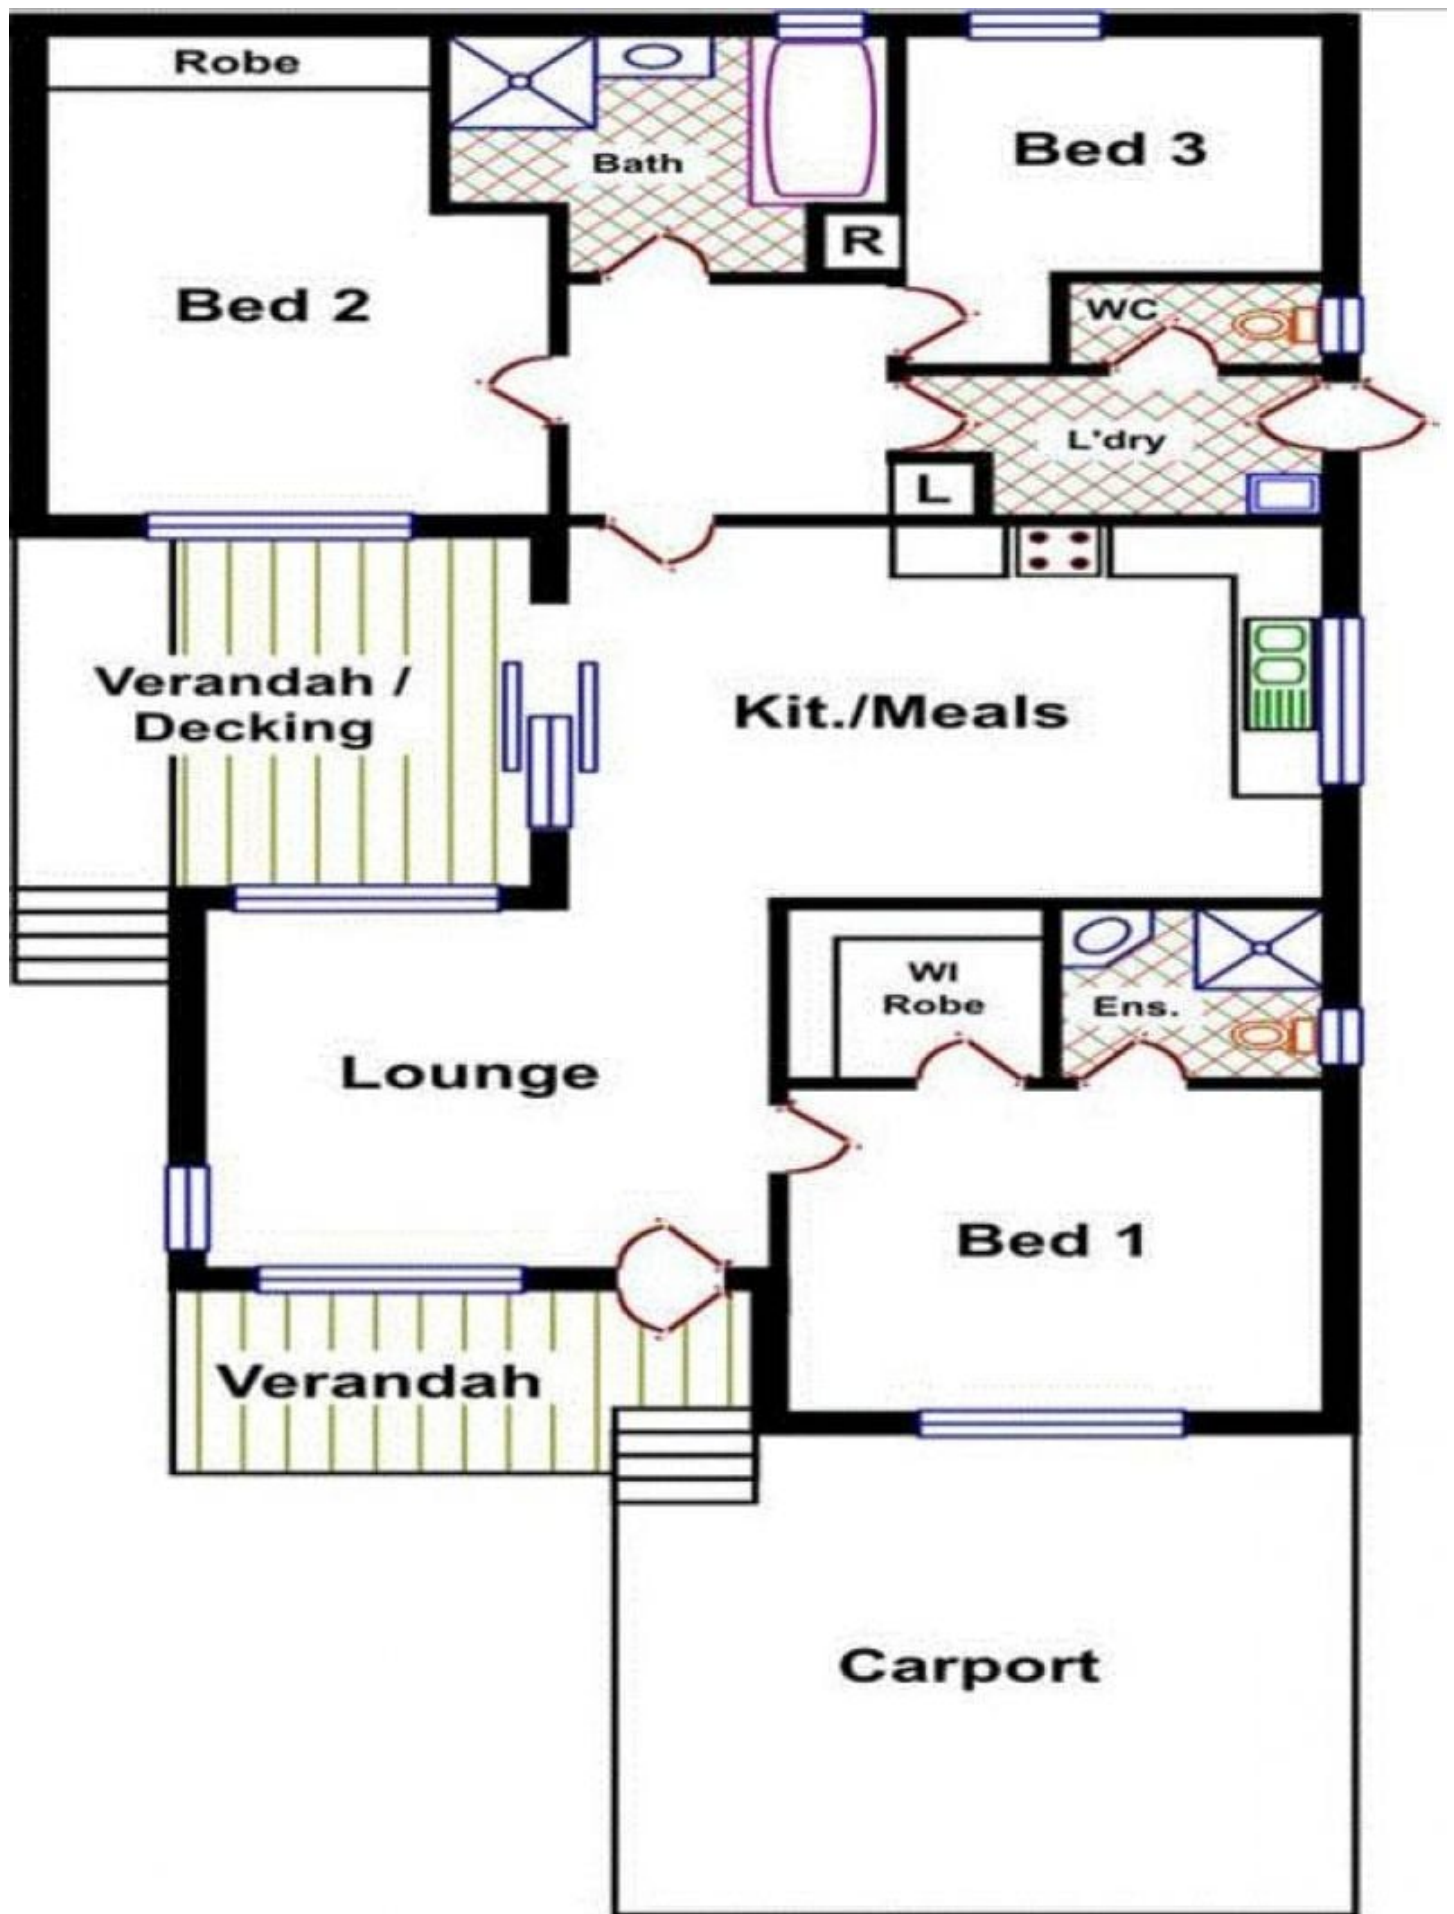 Robe
Bath
Bed 3
R
Bed 2
WC
L'dry
L
Verandah /
Decking
Kit./Meals
WI
Robe
Ens.
Lounge
Bed 1
Verandah
Carport